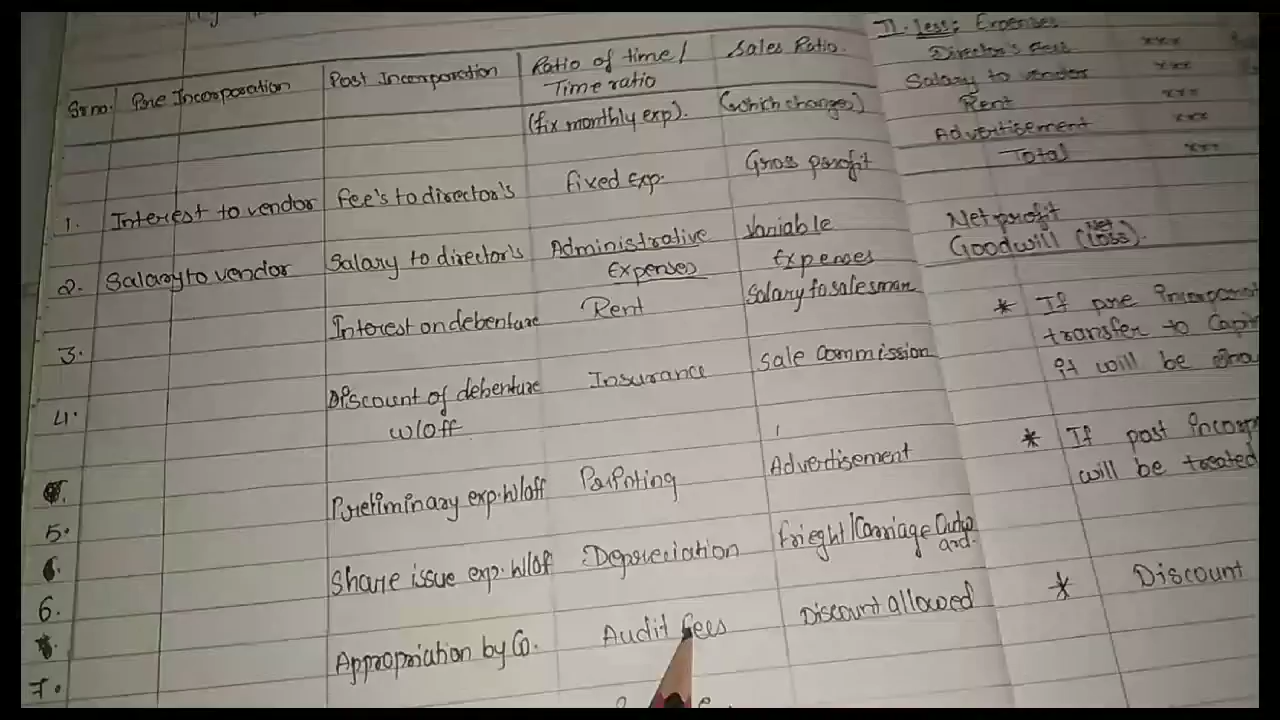 Sr no. Pre Incorporation Post Incorporation Ratio of time / Sales Ratio.
Time ratio
(fix monthly exp). (which changes)
1. Interest to vendor Fee's to director's Fixed exp. Gross profit
2. Salary to vendor Salary to director's Administrative Variable
Expenses Expenses
3. Interest on debenture Rent Salary to salesman
4. Discount of debenture Insurance Sale Commission
w/off
5. Preliminary exp. w/off Painting Advertisement
6. Share issue exp. w/off Depreciation Frieght / Carriage Outw
ard.
7. Appropriation by Co. Audit fees Discount allowed
II. Less: Expenses
Director's fees xxx
Salary to vendor xxx
Rent xxx
Advertisement xxx
Total xxx
Net profit
Goodwill (Net
Loss).
* If pre Incorporat
transfer to Capi
it will be
* If post Incorp
will be treated
* Discount